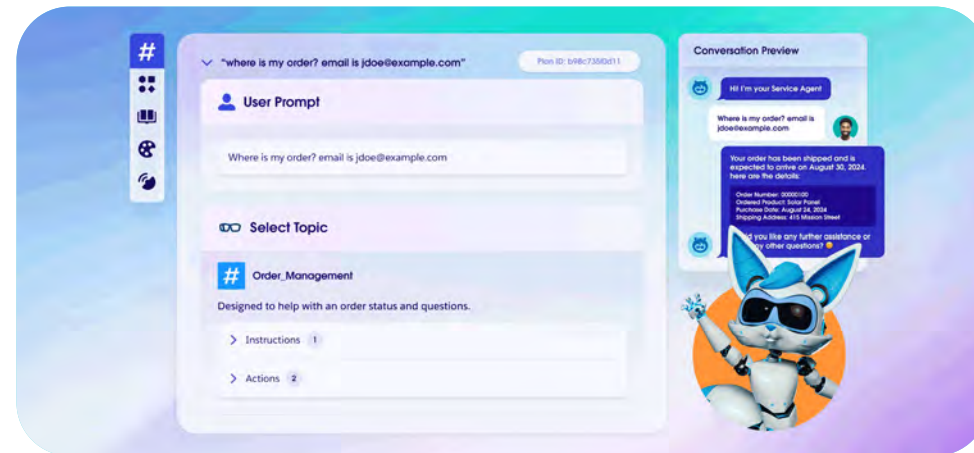 #
"where is my order? email is jdoe@example.com"
User Prompt
Where is my order? email is jdoe@example.com
Select Topic
#
Order_Management
Designed to help with an order status and questions.
Instructions 1
Actions 2
Conversation Preview
Hi! I'm your Service Agent
Where is my order? email is
jdoe@example.com
Your order has been shipped and is
expected to arrive on August 30, 2024.
here are the details:
Order Number: 00000100
Ordered Product: Solar Panel
Purchase Date: August 24, 2024
Shipping Address: 415 Mission Street
you like any further assistance or
any other questions?